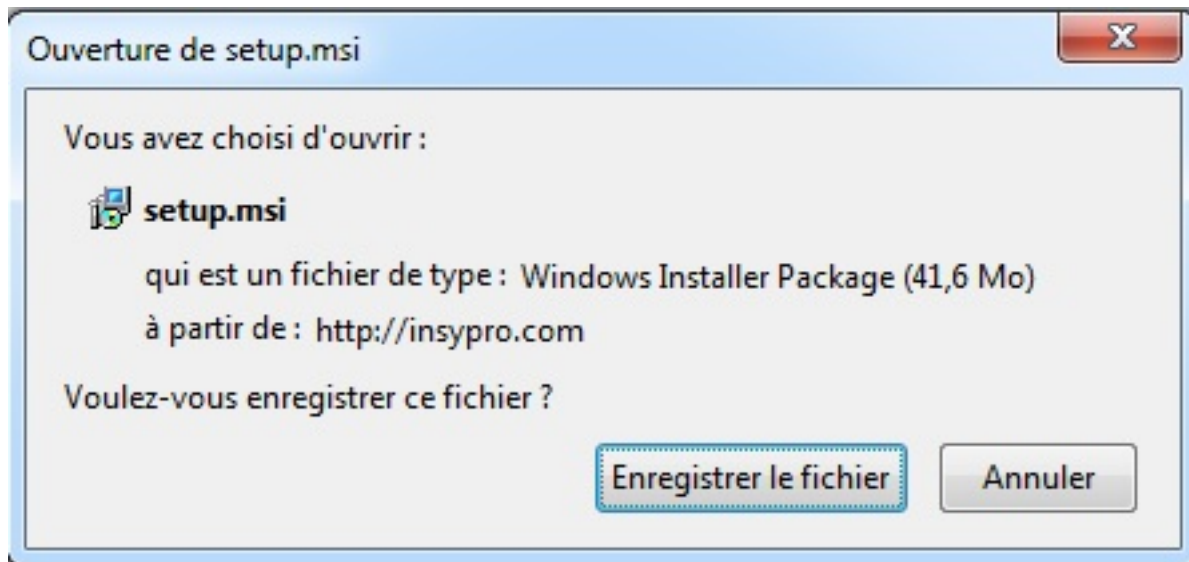 Ouverture de setup.msi
Vous avez choisi d'ouvrir :
setup.msi
qui est un fichier de type : Windows Installer Package (41,6 Mo)
à partir de : http://insypro.com
Voulez-vous enregistrer ce fichier ?
Enregistrer le fichier Annuler